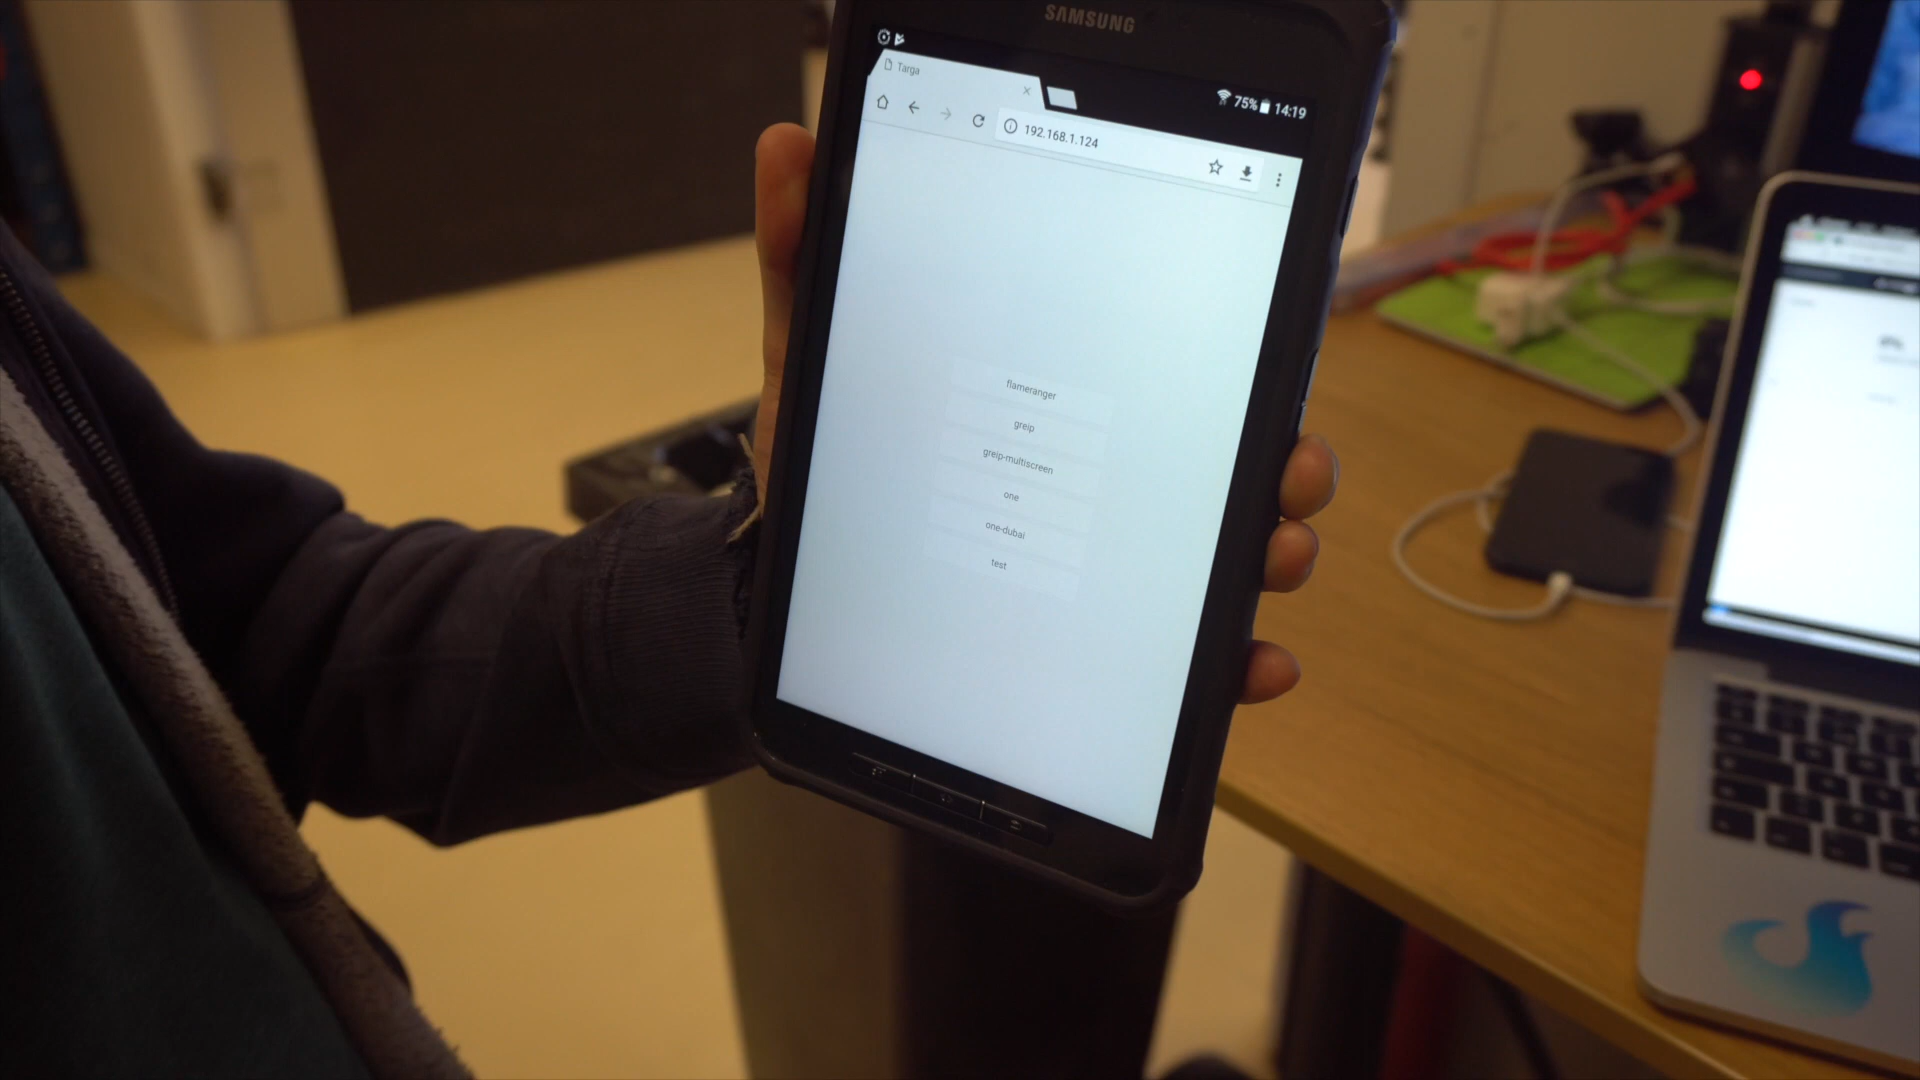 SAMSUNG
Targa
75% 14:19
192.168.1.124
flameranger
greip
greip-multiscreen
one
one-dubai
test